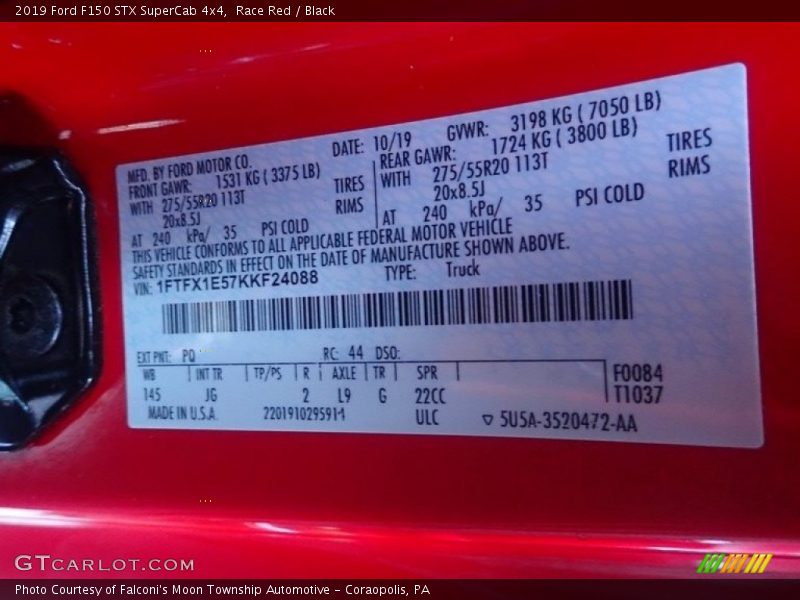 2019 Ford F150 STX SuperCab 4x4, Race Red / Black
MFD. BY FORD MOTOR CO. DATE: 10/19 GVWR: 3198 KG ( 7050 LB)
FRONT GAWR: 1531 KG ( 3375 LB) REAR GAWR: 1724 KG ( 3800 LB)
WITH 275/55R20 113T TIRES WITH 275/55R20 113T TIRES
20x8.5J RIMS 20x8.5J RIMS
AT 240 kPa/ 35 PSI COLD AT 240 kPa/ 35 PSI COLD
THIS VEHICLE CONFORMS TO ALL APPLICABLE FEDERAL MOTOR VEHICLE
SAFETY STANDARDS IN EFFECT ON THE DATE OF MANUFACTURE SHOWN ABOVE.
VIN: 1FTFX1E57KKF24088 TYPE: Truck
EXT PNT: PQ RC: 44 DSO:
WB INT TR TP/PS R AXLE TR SPR F0084
145 JG 2 L9 G 22CC T1037
MADE IN U.S.A. 2201910295914 ULC ▽ 5U5A-3520472-AA
GTCARLOT.COM
Photo Courtesy of Falconi's Moon Township Automotive - Coraopolis, PA